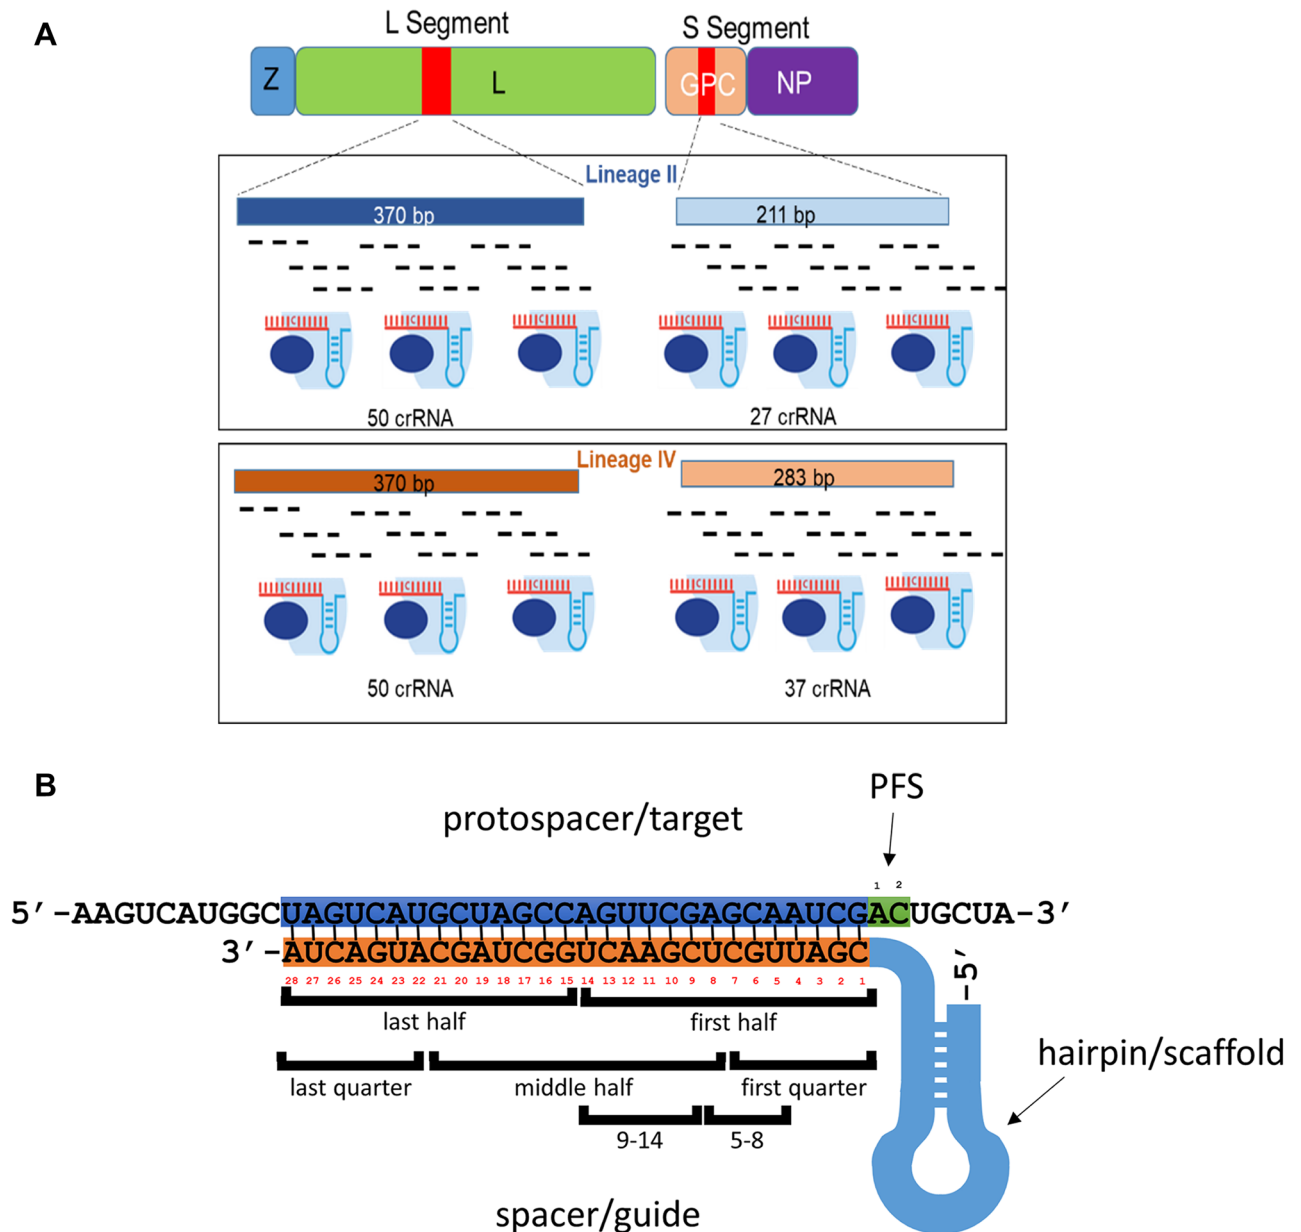 A
L Segment
S Segment
Z
L
GPC
NP
Lineage II
370 bp
211 bp
C C C C C C
50 crRNA
27 crRNA
Lineage IV
370 bp
283 bp
C C C C C C
50 crRNA
37 crRNA
B
PFS
protospacer/target
1 2
5′-AAGUCAUGGCUAGUCAUGCUAGCCAGUUCGAGCAAUCGACUGCUA-3′
3′-AUCAGUACGAUCGGUCAAGCUCGUUAGC
-5′
28 27 26 25 24 23 22 21 20 19 18 17 16 15 14 13 12 11 10 9 8 7 6 5 4 3 2 1
last half
first half
hairpin/scaffold
last quarter
middle half
first quarter
9-14
5-8
spacer/guide